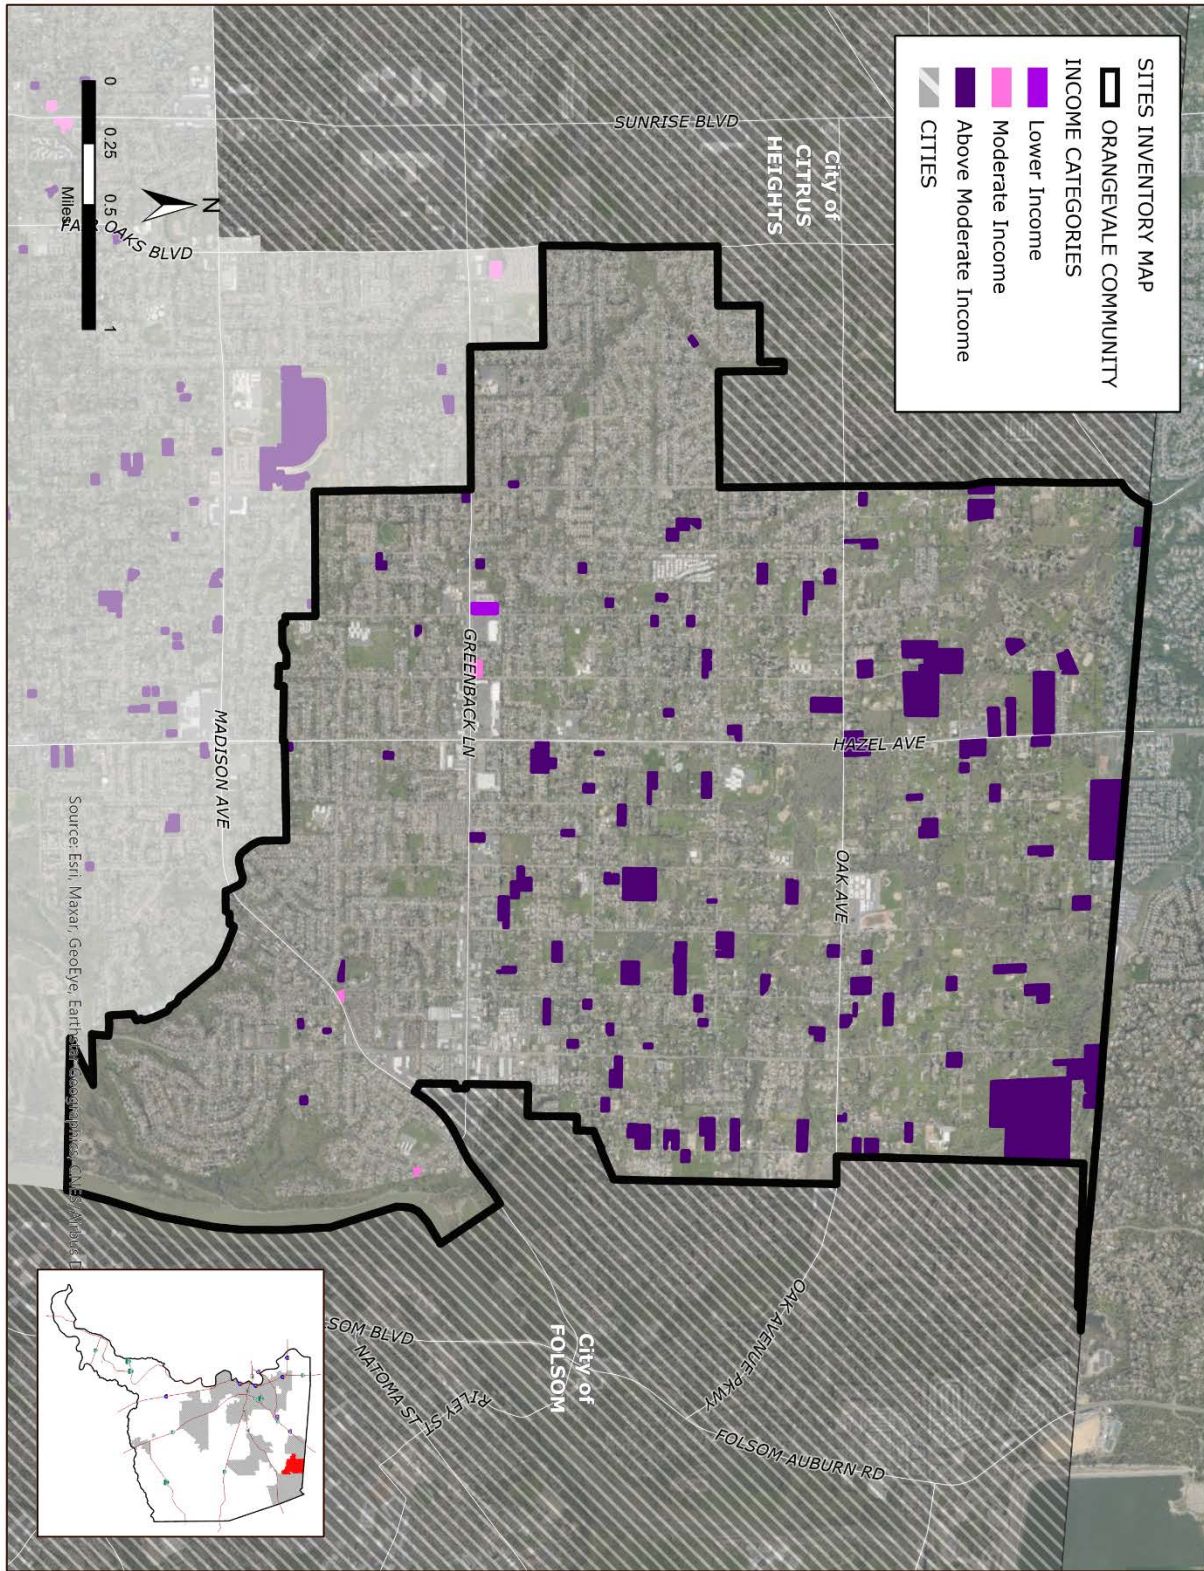 SITES INVENTORY MAP
ORANGEVALE COMMUNITY
INCOME CATEGORIES
Lower Income
Moderate Income
Above Moderate Income
CITIES
SUNRISE BLVD
City of
CITRUS
HEIGHTS
0
0.25
0.5
1
Miles
N
OAKS BLVD
GREENBACK LN
MADISON AVE
HAZEL AVE
OAK AVE
OAK AVENUE PKWY
City of
FOLSOM
SOM BLVD
NATOMA ST
RILEY ST
FOLSOM AUBURN RD
Source: Esri, Maxar, GeoEye, Earthstar Geographics, CNES/Airbus D